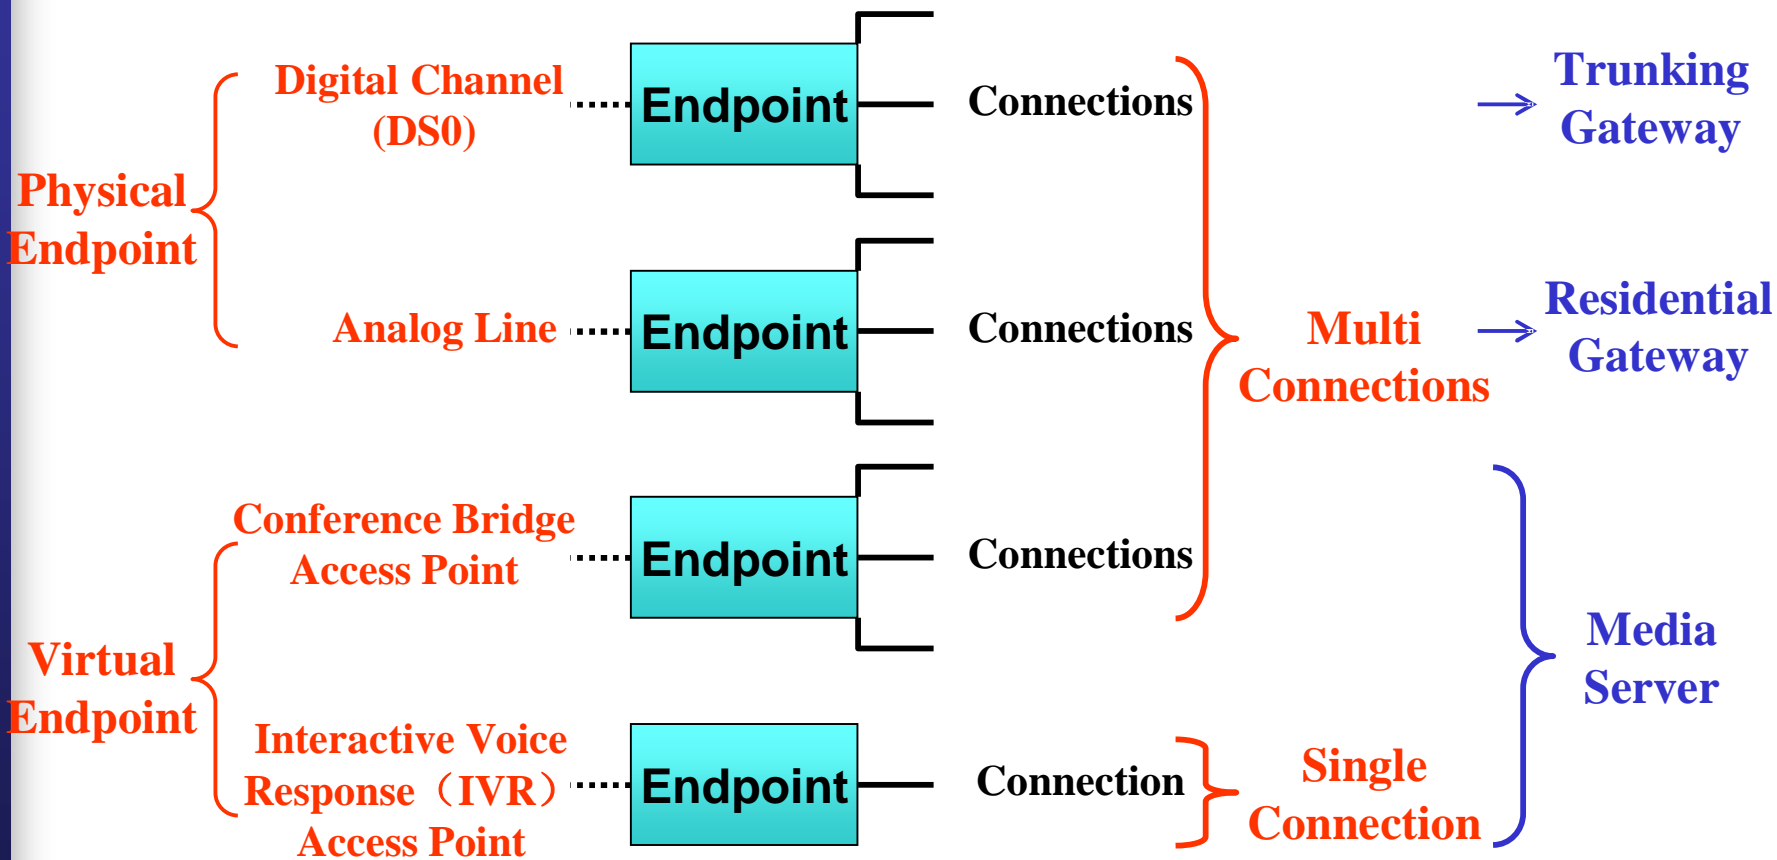 Digital Channel
(DS0)
Endpoint
Connections
Trunking
Gateway
Physical
Endpoint
Analog Line
Endpoint
Connections
Multi
Connections
Residential
Gateway
Conference Bridge
Access Point
Endpoint
Connections
Virtual
Endpoint
Media
Server
Interactive Voice
Response（IVR）
Access Point
Endpoint
Connection
Single
Connection